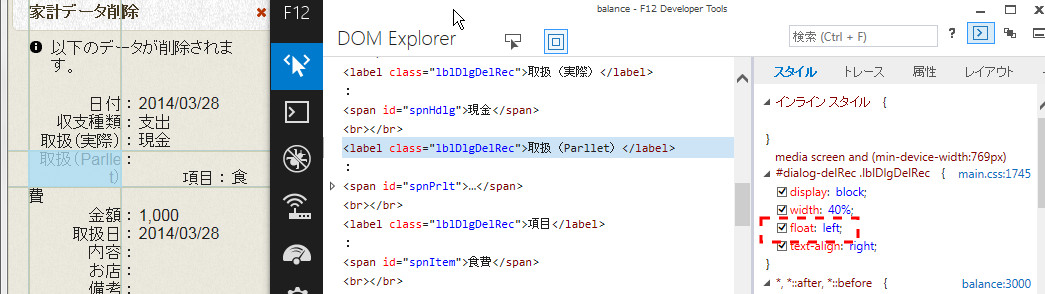 家計データ削除
以下のデータが削除されま
す。
日付：2014/03/28
収支種類：支出
取扱（実際）：現金
取扱（Parlle：
t）
項目：食
費
金額：1,000
取扱日：2014/03/28
内容：
お店：
備考：
F12
balance - F12 Developer Tools
DOM Explorer
検索 (Ctrl + F)
?
<label class="lblDlgDelRec">取扱（実際）</label>
:
<span id="spnHdlg">現金</span>
<br></br>
<label class="lblDlgDelRec">取扱（Parllet）</label>
:
<span id="spnPrlt">…</span>
<br></br>
<label class="lblDlgDelRec">項目</label>
:
<span id="spnItem">食費</span>
<br></br>
スタイル トレース 属性 レイアウト
インライン スタイル {
}
media screen and (min-device-width:769px)
#dialog-delRec .lblDlgDelRec { main.css:1745
display: block;
width: 40%;
float: left;
text-align: right;
}
*, *::after, *::before { balance:3000